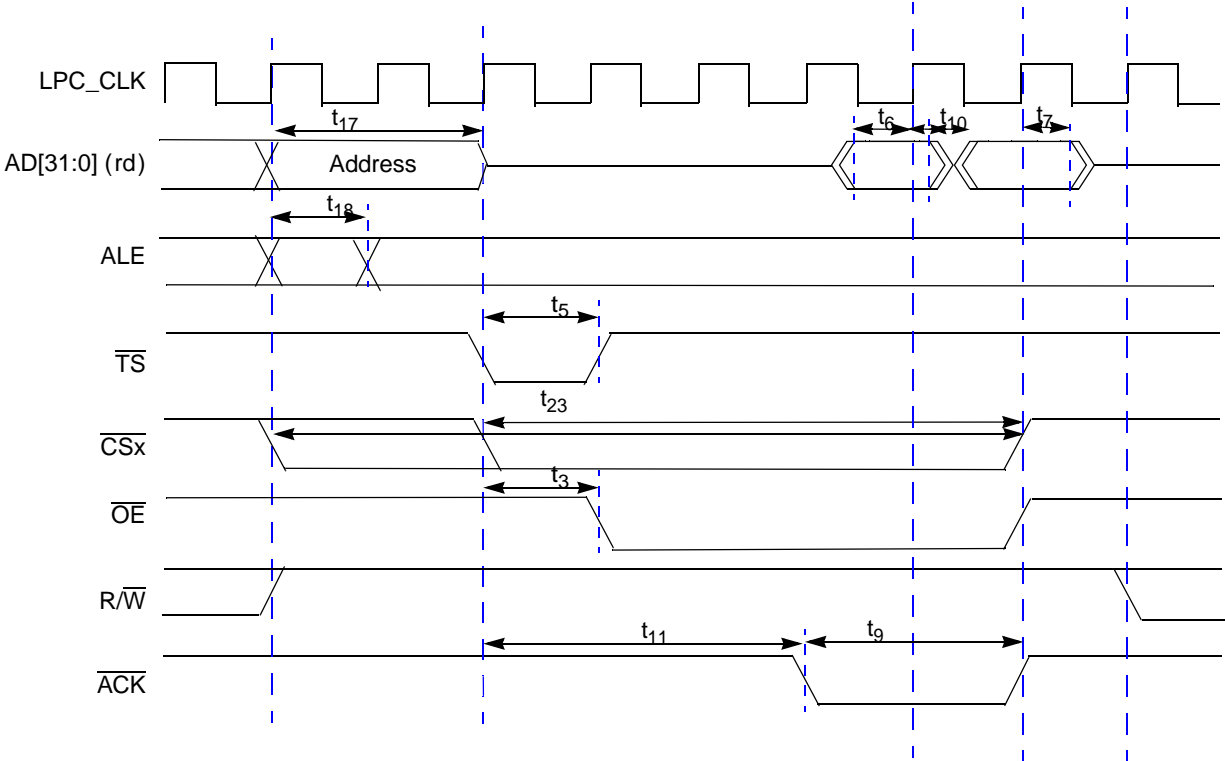 LPC_CLK
t17
t6
t10
t7
AD[31:0] (rd)
Address
t18
ALE
t5
TS
t23
CSx
t3
OE
R/W
t11
t9
ACK